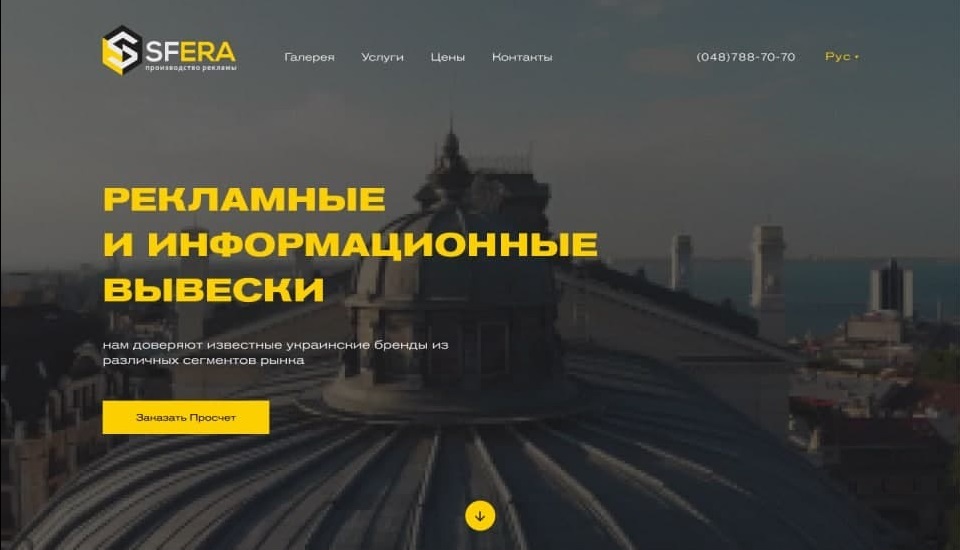 SFERA
производство рекламы
Галерея Услуги Цены Контакты (048)788-70-70 Рус
РЕКЛАМНЫЕ
И ИНФОРМАЦИОННЫЕ
ВЫВЕСКИ
нам доверяют известные украинские бренды из
различных сегментов рынка
Заказать Просчет